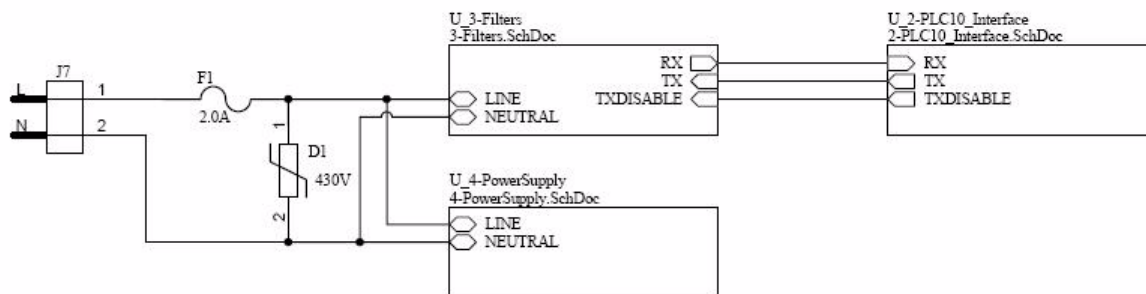 U_3-Filters
3-Filters.SchDoc
U_2-PLC10_Interface
2-PLC10_Interface.SchDoc
J7
L
1
F1
2.0A
N
2
RX
TX
TXDISABLE
LINE
NEUTRAL
RX
TX
TXDISABLE
1
D1
430V
2
U_4-PowerSupply
4-PowerSupply.SchDoc
LINE
NEUTRAL